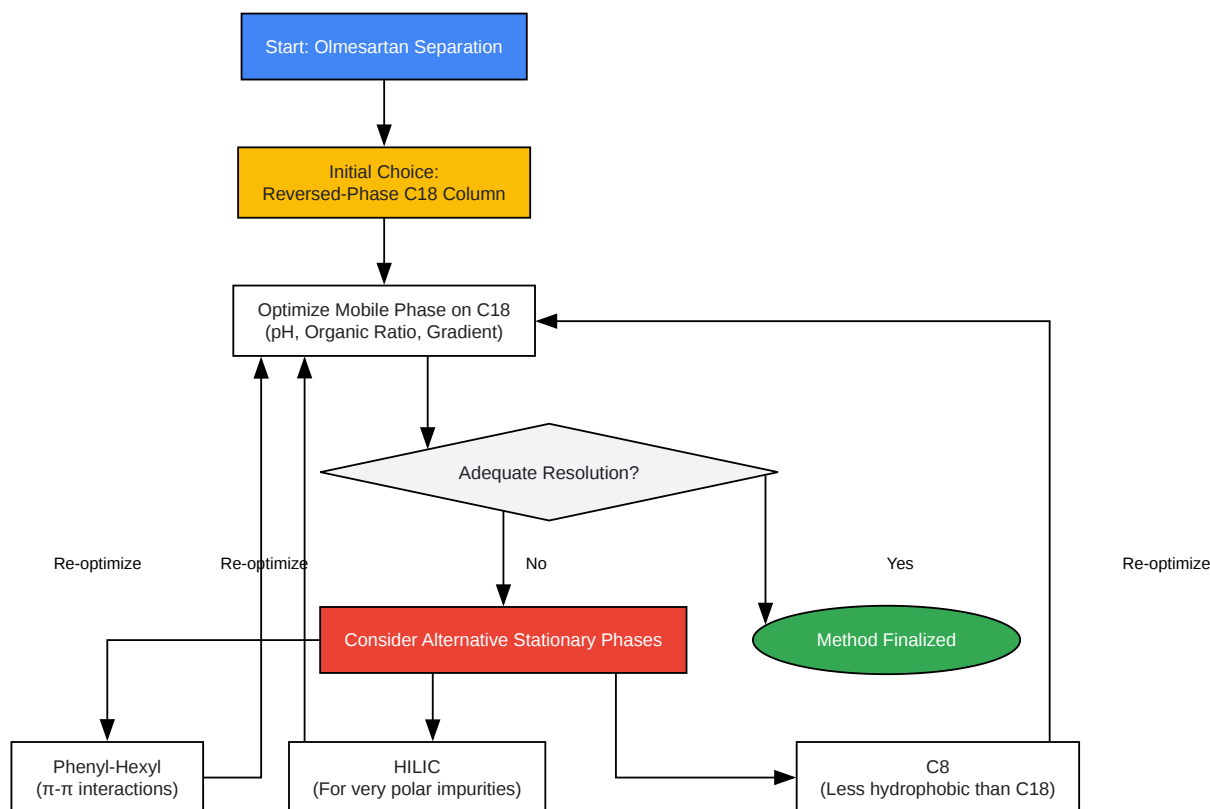 Start: Olmesartan Separation
Initial Choice:
Reversed-Phase C18 Column
Optimize Mobile Phase on C18
(pH, Organic Ratio, Gradient)
Adequate Resolution?
Re-optimize
Re-optimize
No
Yes
Re-optimize
Consider Alternative Stationary Phases
Method Finalized
Phenyl-Hexyl
(π-π interactions)
HILIC
(For very polar impurities)
C8
(Less hydrophobic than C18)